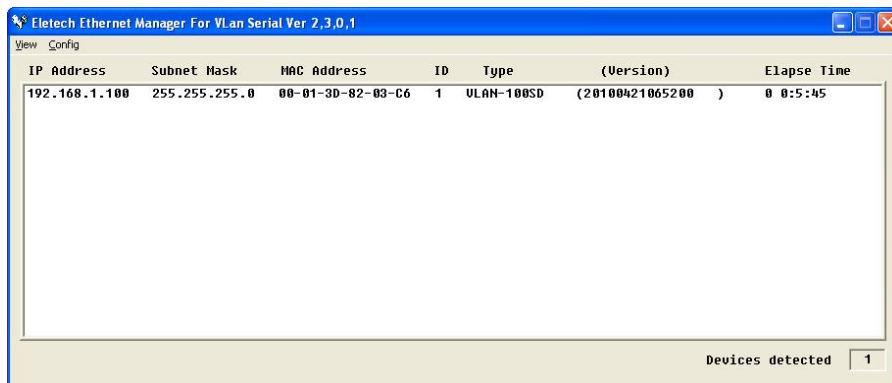 Eletech Ethernet Manager For VLan Serial Ver 2,3,0,1
View Config
IP Address Subnet Mask MAC Address ID Type (Version) Elapse Time
192.168.1.100 255.255.255.0 00-01-3D-82-03-C6 1 VLAN-100SD (20100421065200 ) 0 0:5:45
Devices detected 1